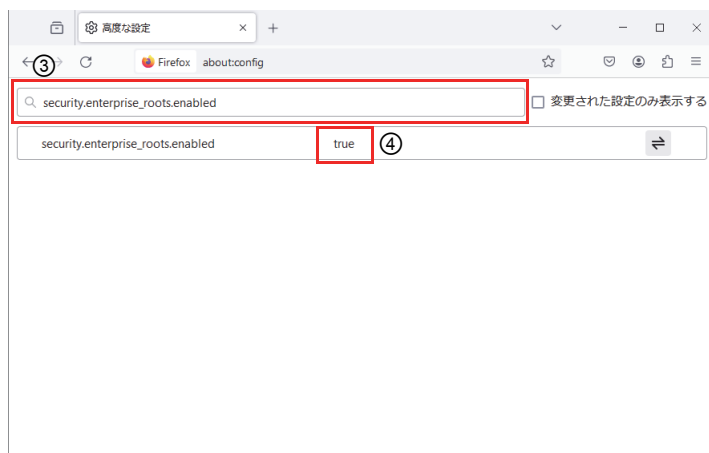 高度な設定
③
Firefox about:config
security.enterprise_roots.enabled
変更された設定のみ表示する
security.enterprise_roots.enabled true ④